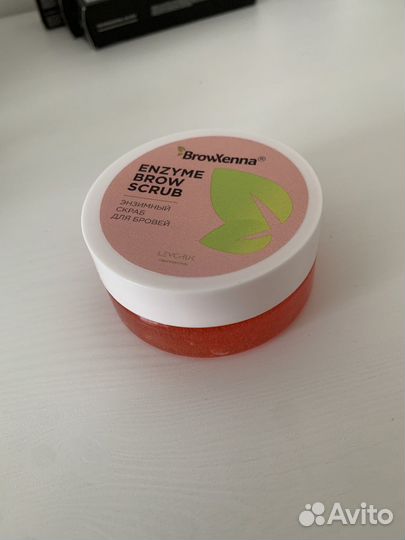 BrowXenna®
ENZYME
BROW
SCRUB
ЭНЗИМНЫЙ
СКРАБ
ДЛЯ БРОВЕЙ
Avito